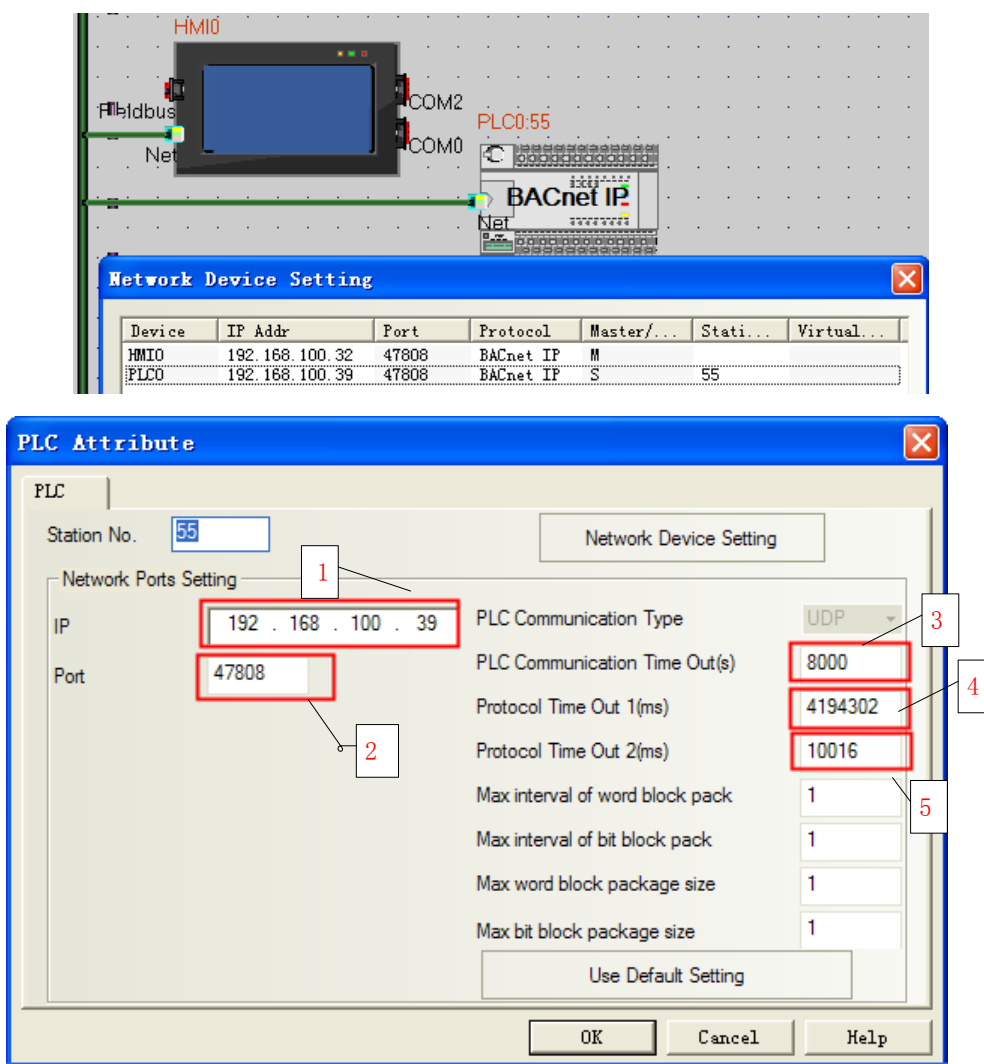 HMI0
Fieldbus
COM2
COM0
Net
PLC0:55
BACnet IP
Net
Network Device Setting
Device IP Addr Port Protocol Master/... Stati... Virtual...
HMI0 192.168.100.32 47808 BACnet IP M
PLC0 192.168.100.39 47808 BACnet IP S 55
PLC Attribute
PLC
Station No. 55
Network Device Setting
Network Ports Setting
1
IP 192 . 168 . 100 . 39
Port 47808
2
PLC Communication Type UDP
3
PLC Communication Time Out(s) 8000
4
Protocol Time Out 1(ms) 4194302
Protocol Time Out 2(ms) 10016
5
Max interval of word block pack 1
Max interval of bit block pack 1
Max word block package size 1
Max bit block package size 1
Use Default Setting
OK Cancel Help